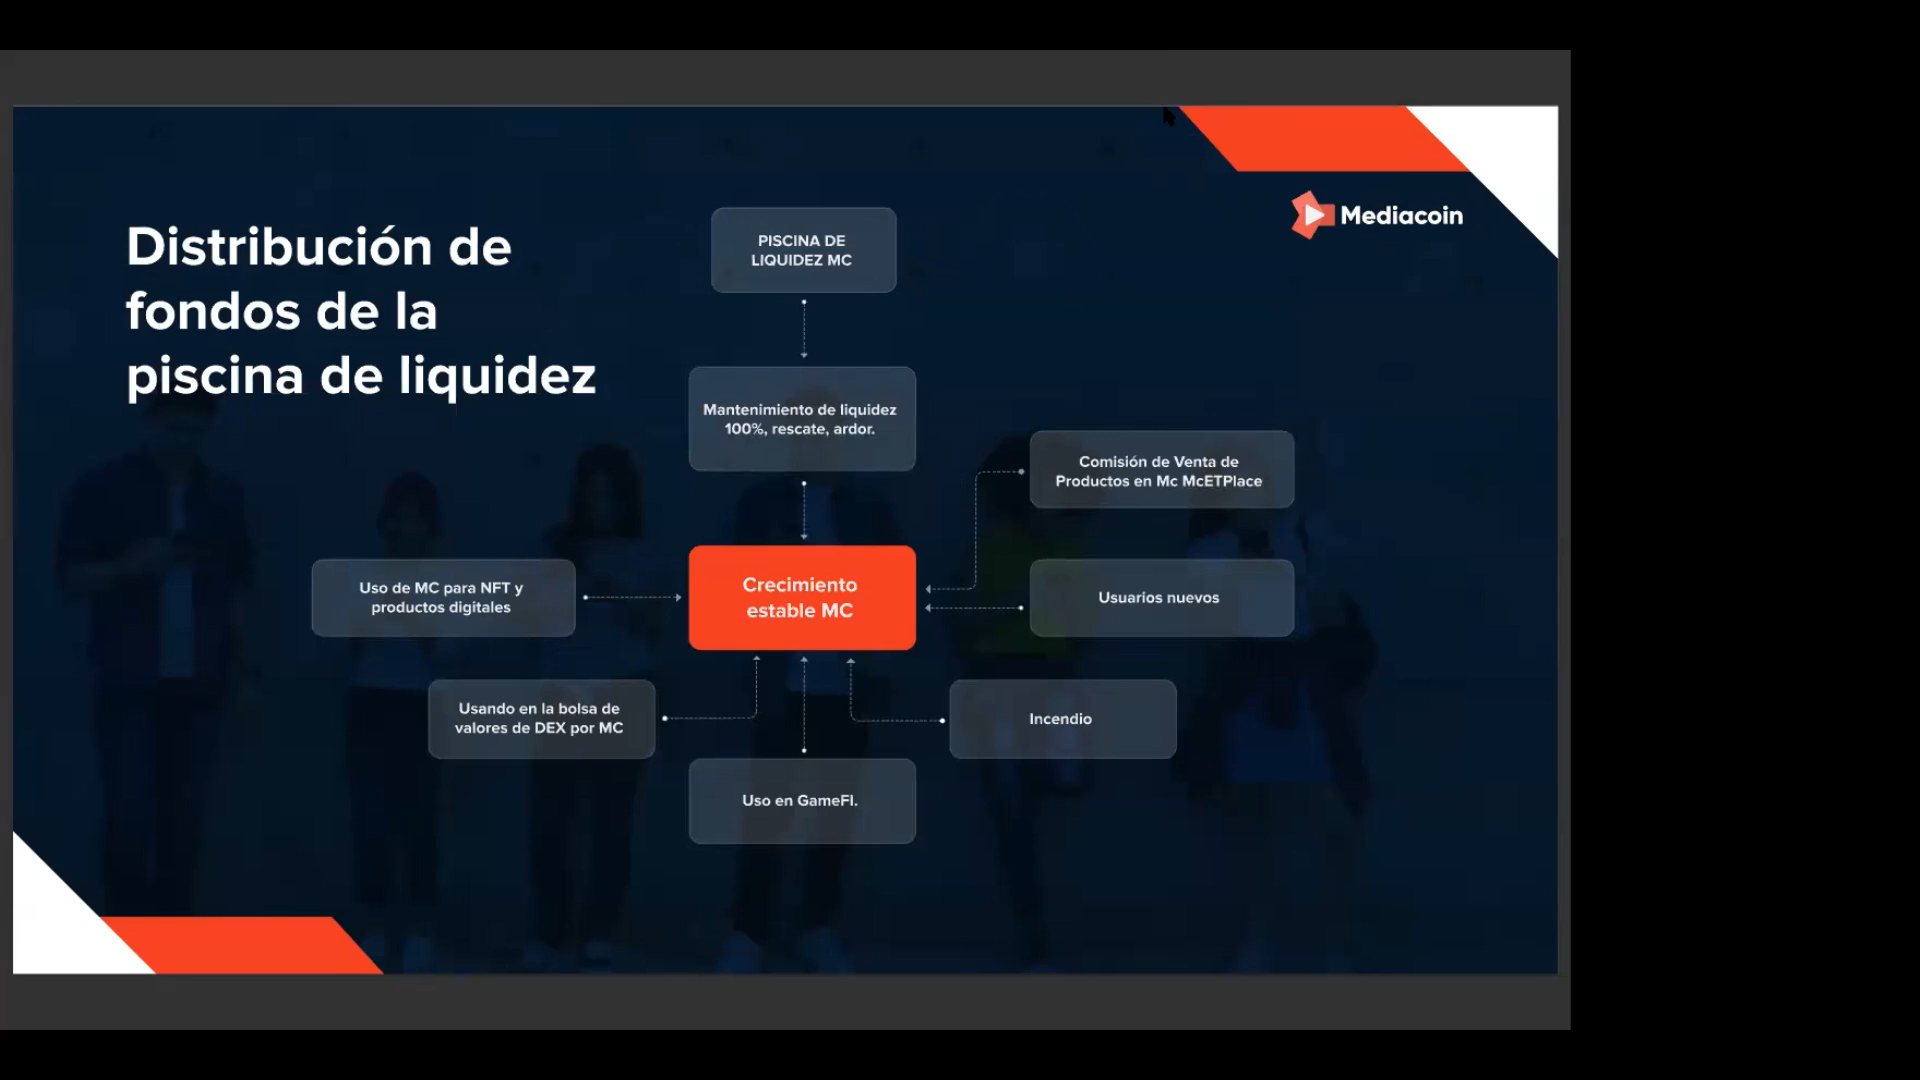 Distribución de
fondos de la
piscina de liquidez
Mediacoin
PISCINA DE
LIQUIDEZ MC
Mantenimiento de liquidez
100%, rescate, ardor.
Comisión de Venta de
Productos en Mc McETPlace
Uso de MC para NFT y
productos digitales
Crecimiento
estable MC
Usuarios nuevos
Usando en la bolsa de
valores de DEX por MC
Incendio
Uso en GameFI.